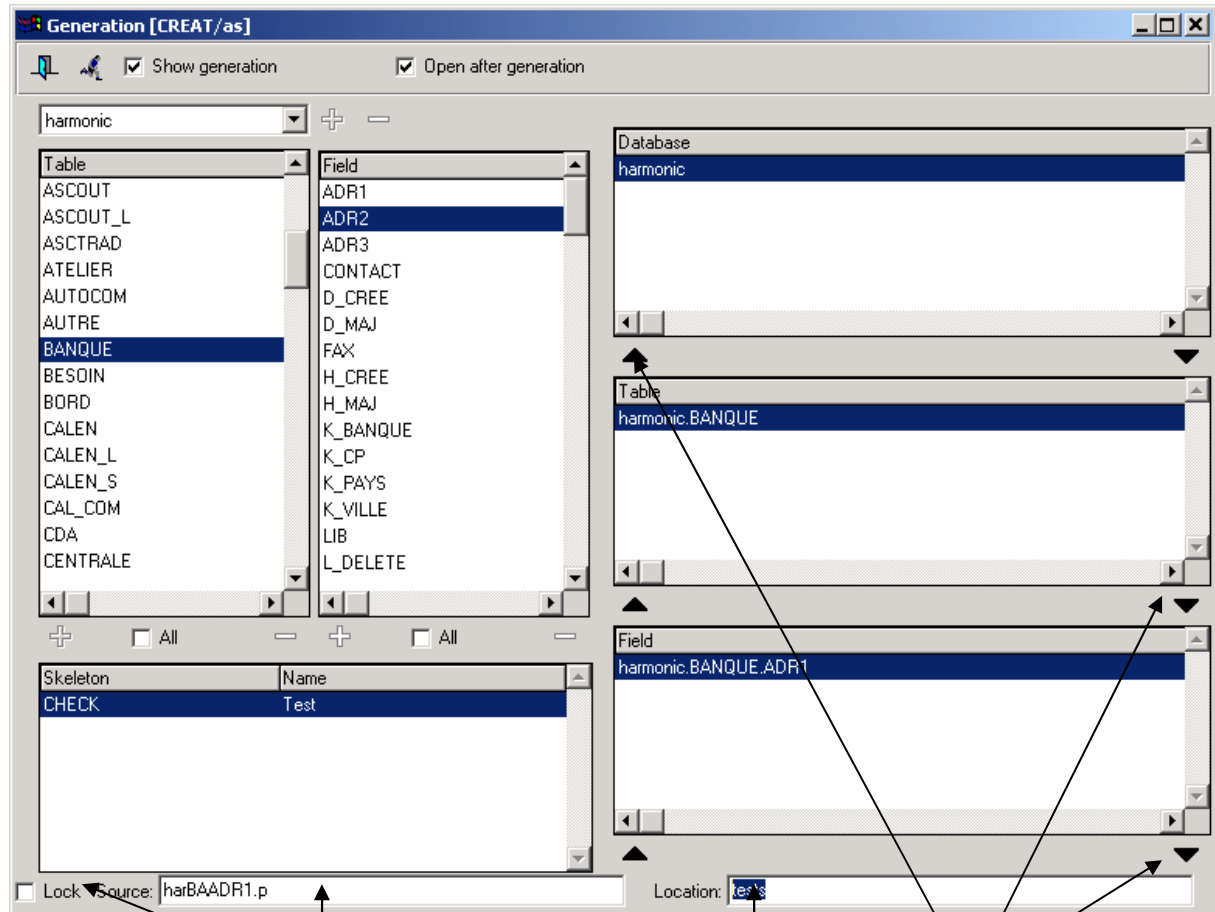 Generation [CREAT/as]
Show generation
Open after generation
harmonic
Table
ASCOUT
ASCOUT_L
ASCTRAD
ATELIER
AUTOCOM
AUTRE
BANQUE
BESOIN
BORD
CALEN
CALEN_L
CALEN_S
CAL_COM
CDA
CENTRALE
All
Field
ADR1
ADR2
ADR3
CONTACT
D_CREE
D_MAJ
FAX
H_CREE
H_MAJ
K_BANQUE
K_CP
K_PAYS
K_VILLE
LIB
L_DELETE
All
Skeleton Name
CHECK Test
Database
harmonic
Table
harmonic.BANQUE
Field
harmonic.BANQUE.ADR1
Lock Source: harBAADR1.p
Location: tests